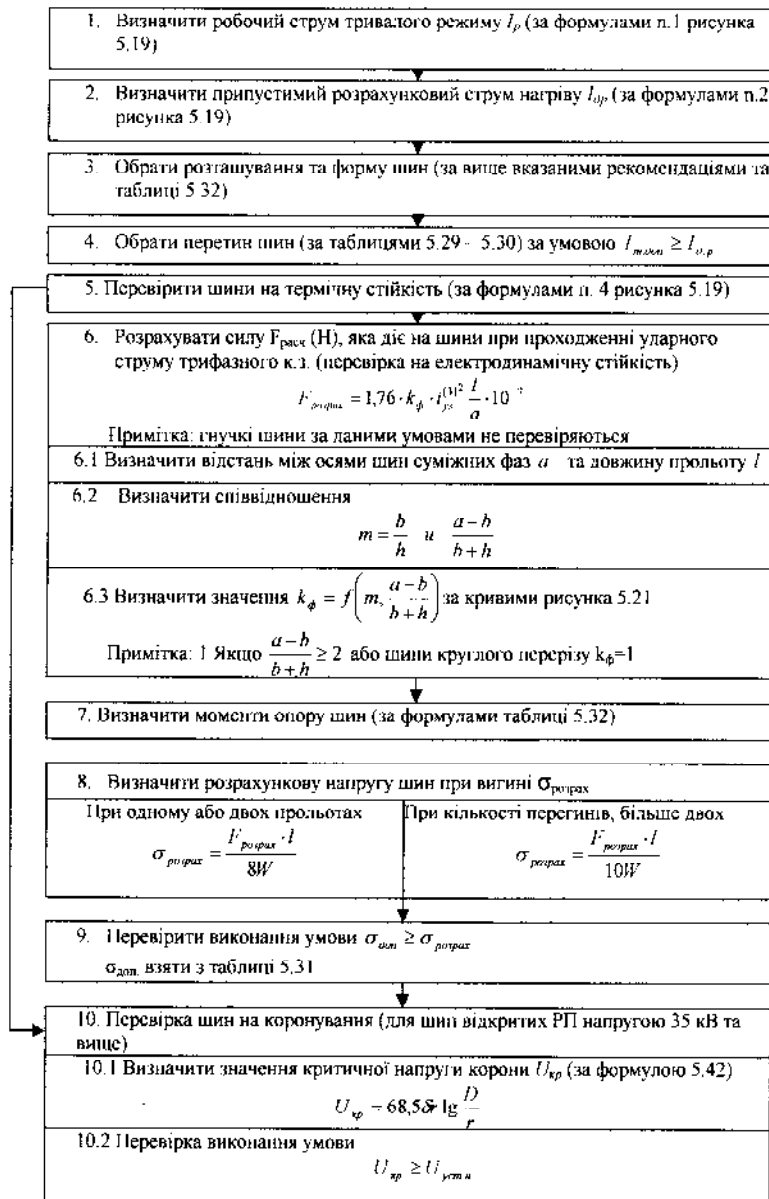 1. Визначити робочий струм тривалого режиму I_р (за формулами п.1 рисунка
5.19)
2. Визначити припустимий розрахунковий струм нагріву I_др (за формулами п.2
рисунка 5.19)
3. Обрати розташування та форму шин (за вище вказаними рекомендаціями та
таблиці 5.32)
4. Обрати перетин шин (за таблицями 5.29 - 5.30) за умовою I_т.доп ≥ I_д.р
5. Перевірити шини на термічну стійкість (за формулами п. 4 рисунка 5.19)
6. Розрахувати силу F_расч (Н), яка діє на шини при проходженні ударного
струму трифазного к.з. (перевірка на електродинамічну стійкість)
F_розрах = 1,76 · k_ф · i_уд^(3)2 l/a · 10
Примітка: гнучкі шини за даними умовами не перевіряються
6.1 Визначити відстань між осями шин суміжних фаз a та довжину прольоту l
6.2 Визначити співвідношення
m = b/h и (a − b)/(b + h)
6.3 Визначити значення k_ф = f(m, (a − b)/(b + h)) за кривими рисунка 5.21
Примітка: 1 Якщо (a − b)/(b + h) ≥ 2 або шини круглого перерізу k_ф=1
7. Визначити моменти опору шин (за формулами таблиці 5.32)
8. Визначити розрахункову напругу шин при вигині σ_розрах
При одному або двох прольотах
σ_розрах = F_розрах · l / 8W
При кількості перегинів, більше двох
σ_розрах = F_розрах · l / 10W
9. Перевірити виконання умови σ_доп ≥ σ_розрах
σ_доп. взяти з таблиці 5.31
10. Перевірка шин на коронування (для шин відкритих РП напругою 35 кВ та
вище)
10.1 Визначити значення критичної напруги корони U_кр (за формулою 5.42)
U_кр = 68,5δr lg D/r
10.2 Перевірка виконання умови
U_кр ≥ U_уст н